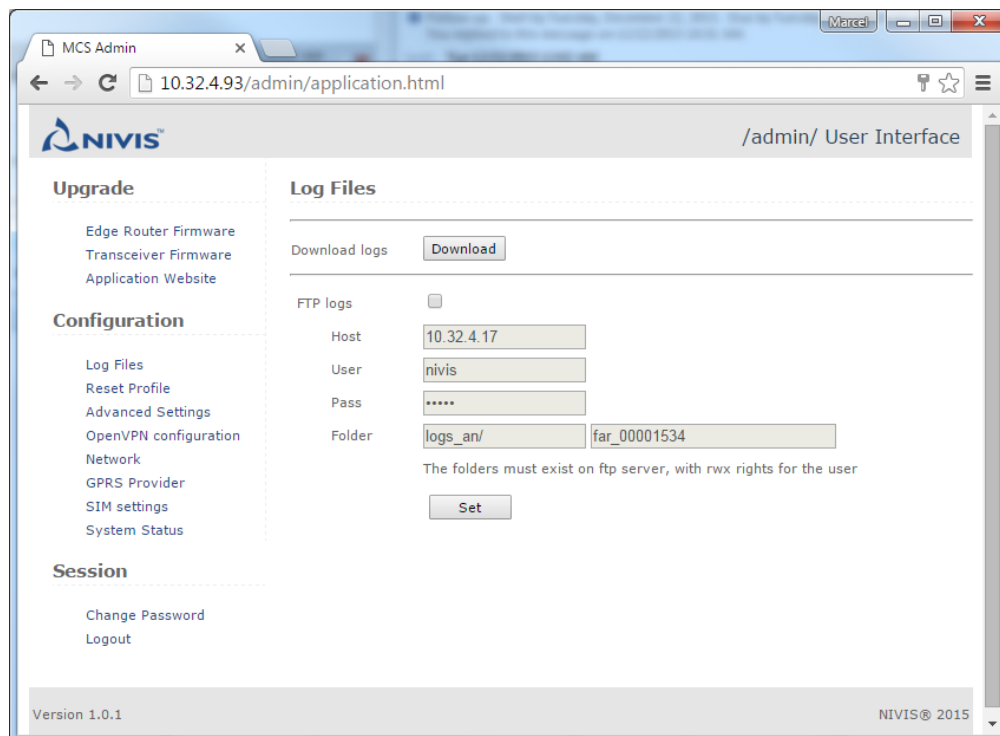 Marcel
MCS Admin
10.32.4.93/admin/application.html
NIVIS™
/admin/ User Interface
Upgrade
Edge Router Firmware
Transceiver Firmware
Application Website
Configuration
Log Files
Reset Profile
Advanced Settings
OpenVPN configuration
Network
GPRS Provider
SIM settings
System Status
Session
Change Password
Logout
Log Files
Download logs Download
FTP logs
Host 10.32.4.17
User nivis
Pass •••••
Folder logs_an/ far_00001534
The folders must exist on ftp server, with rwx rights for the user
Set
Version 1.0.1
NIVIS® 2015